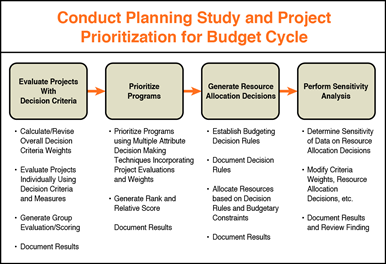 Conduct Planning Study and Project
Prioritization for Budget Cycle
Evaluate Projects
With
Decision Criteria
• Calculate/Revise
Overall Decision
Criteria Weights
• Evaluate Projects
Individually Using
Decision Criteria
and Measures
• Generate Group
Evaluation/Scoring
• Document Results
Prioritize
Programs
• Prioritize Programs
using Multiple Attribute
Decision Making
Techniques Incorporating
Project Evaluations
and Weights
• Generate Rank and
Relative Score
Document Results
Generate Resource
Allocation Decisions
• Establish Budgeting
Decision Rules
• Document Decision
Rules
• Allocate Resources
based on Decision
Rules and Budgetary
Constraints
• Document Results
Perform Sensitivity
Analysis
• Determine Sensitivity
of Data on Resource
Allocation Decisions
• Modify Criteria
Weights, Resource
Allocation
Decisions, etc.
• Document Results
and Review Finding